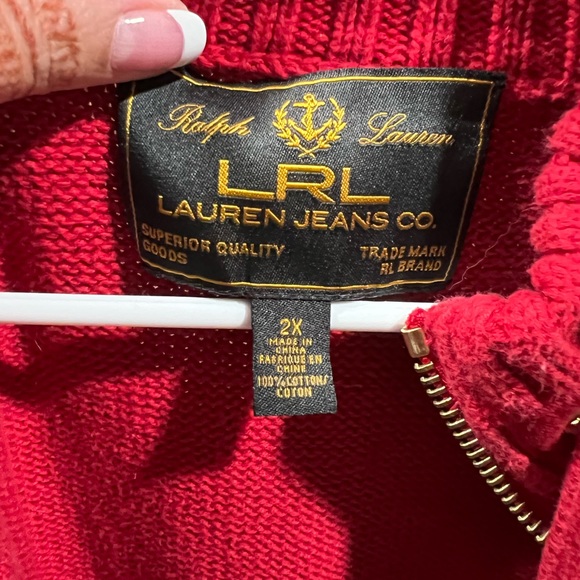 Ralph Lauren
LRL
LAUREN JEANS CO.
SUPERIOR QUALITY
GOODS
TRADE MARK
RL BRAND
2X
MADE IN
CHINA
FABRIQUE EN
CHINE
100% COTTON/
COTON